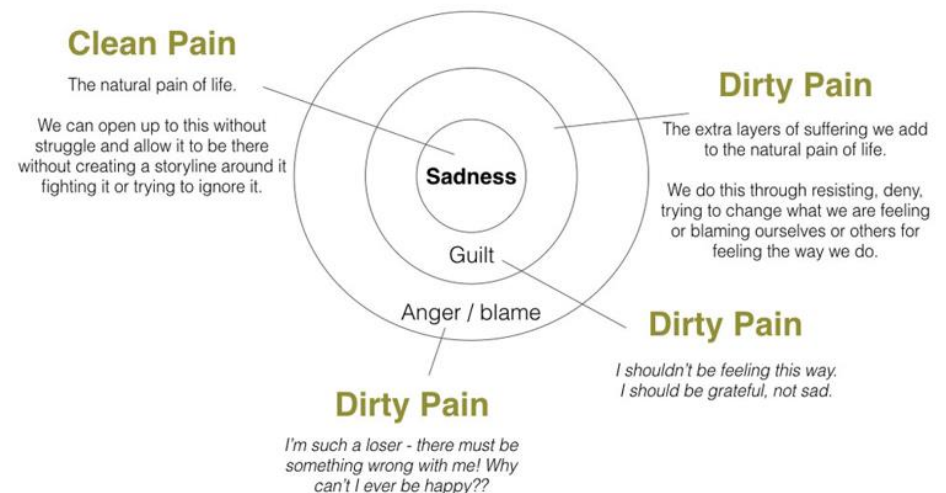 Clean Pain
The natural pain of life.
We can open up to this without
struggle and allow it to be there
without creating a storyline around it
fighting it or trying to ignore it.
Dirty Pain
The extra layers of suffering we add
to the natural pain of life.
We do this through resisting, deny,
trying to change what we are feeling
or blaming ourselves or others for
feeling the way we do.
Sadness
Guilt
Anger / blame
Dirty Pain
I shouldn't be feeling this way.
I should be grateful, not sad.
Dirty Pain
I'm such a loser - there must be
something wrong with me! Why
can't I ever be happy??